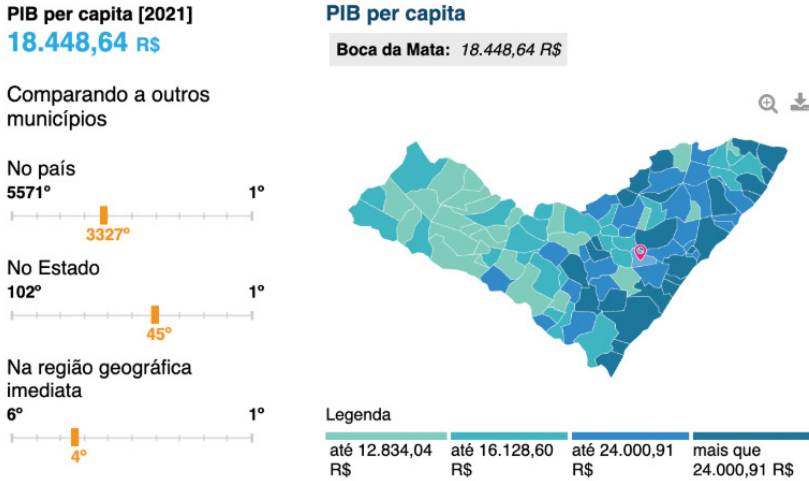 PIB per capita [2021]
18.448,64 R$
Comparando a outros
municípios
No país
5571º
1º
3327º
No Estado
102º
1º
45º
Na região geográfica
imediata
6º
1º
4º
PIB per capita
Boca da Mata: 18.448,64 R$
Legenda
até 12.834,04
R$
até 16.128,60
R$
até 24.000,91
R$
mais que
24.000,91 R$